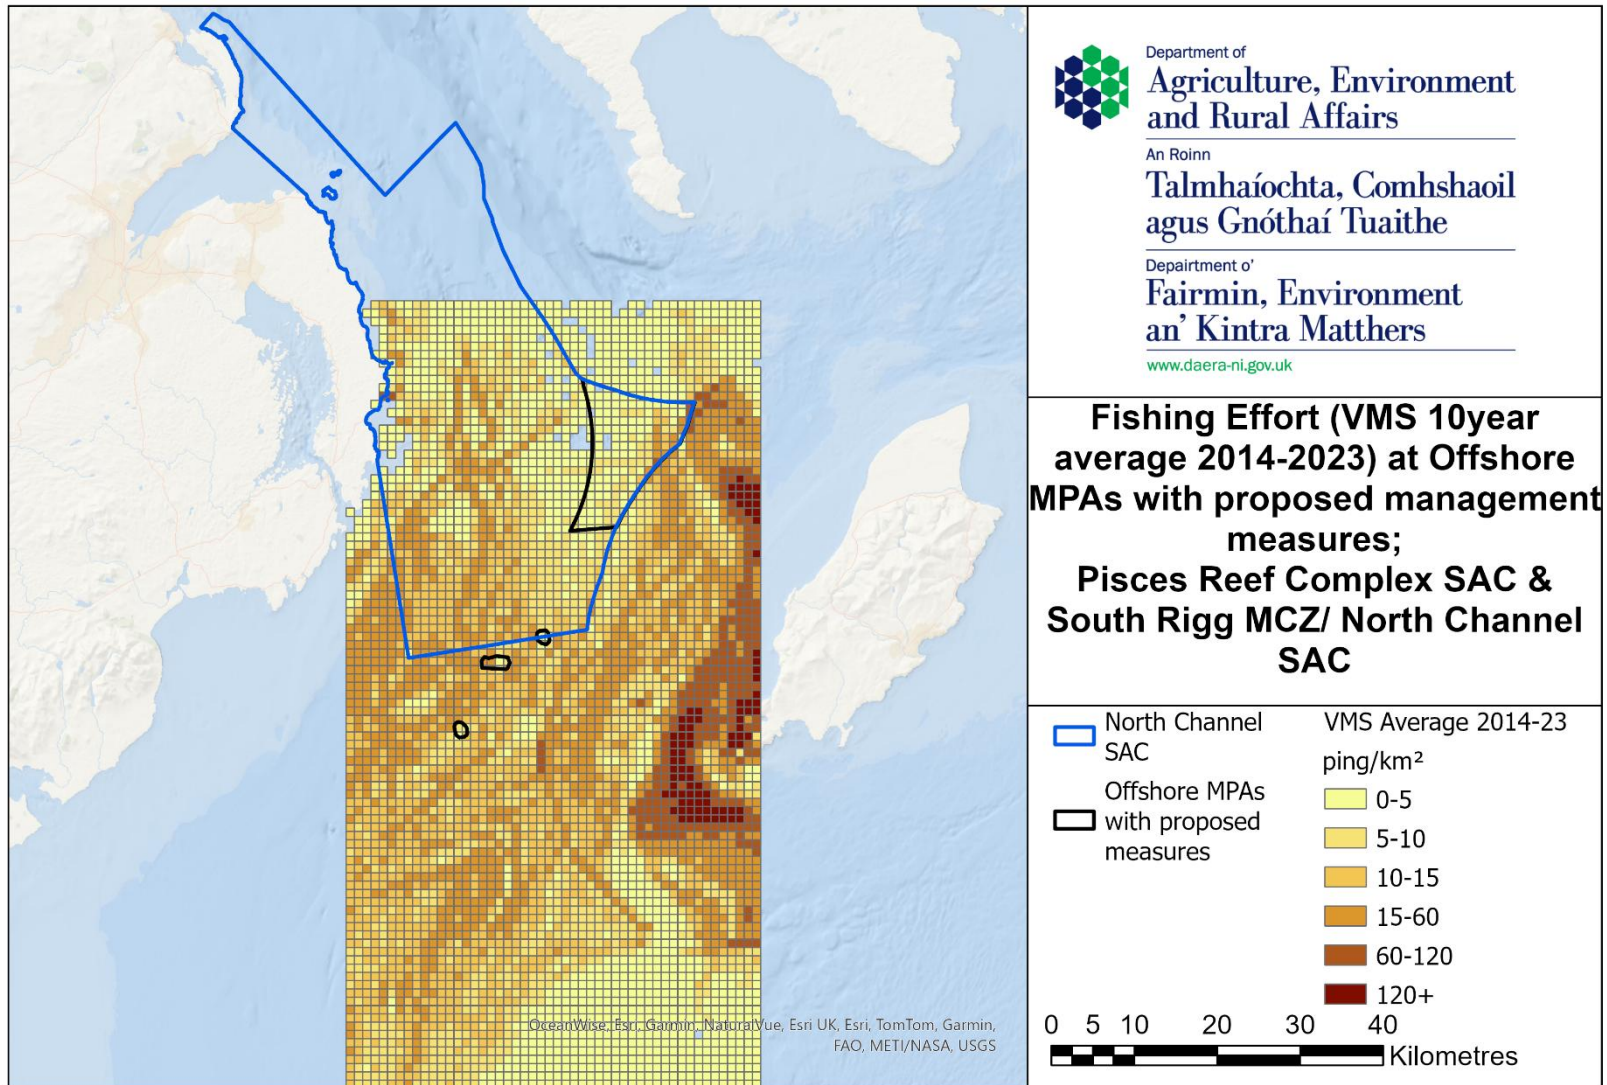 Department of
Agriculture, Environment
and Rural Affairs
An Roinn
Talmhaíochta, Comhshaoil
agus Gnóthaí Tuaithe
Depairtment o'
Fairmin, Environment
an' Kintra Matthers
www.daera-ni.gov.uk
Fishing Effort (VMS 10year
average 2014-2023) at Offshore
MPAs with proposed management
measures;
Pisces Reef Complex SAC &
South Rigg MCZ/ North Channel
SAC
North Channel
SAC
Offshore MPAs
with proposed
measures
VMS Average 2014-23
ping/km²
0-5
5-10
10-15
15-60
60-120
120+
0 5 10 20 30 40
Kilometres
OceanWise, Esri, Garmin, NaturalVue, Esri UK, Esri, TomTom, Garmin,
FAO, METI/NASA, USGS